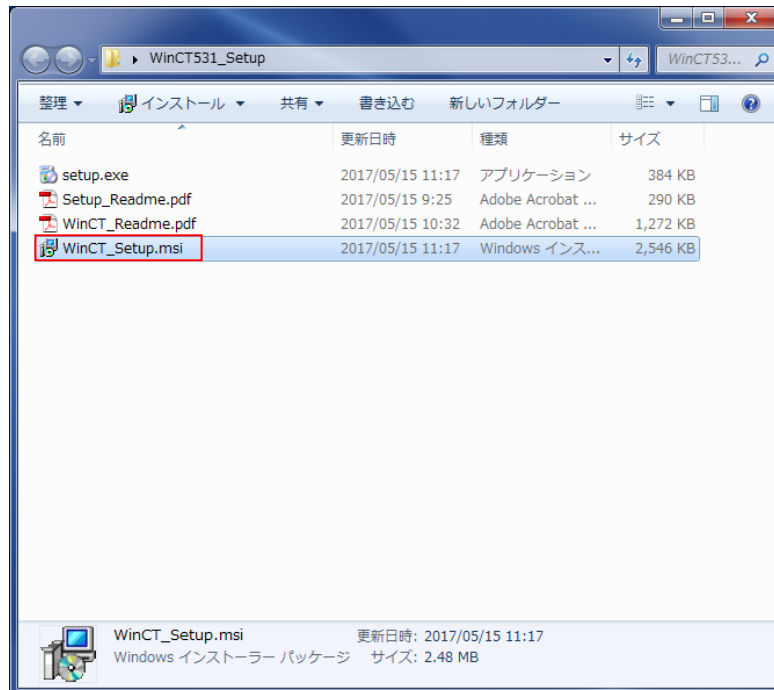 WinCT531_Setup
WinCT53...
整理 インストール 共有 書き込む 新しいフォルダー
名前 更新日時 種類 サイズ
setup.exe 2017/05/15 11:17 アプリケーション 384 KB
Setup_Readme.pdf 2017/05/15 9:25 Adobe Acrobat ... 290 KB
WinCT_Readme.pdf 2017/05/15 10:32 Adobe Acrobat ... 1,272 KB
WinCT_Setup.msi 2017/05/15 11:17 Windows インス... 2,546 KB
WinCT_Setup.msi 更新日時: 2017/05/15 11:17
Windows インストーラー パッケージ サイズ: 2.48 MB